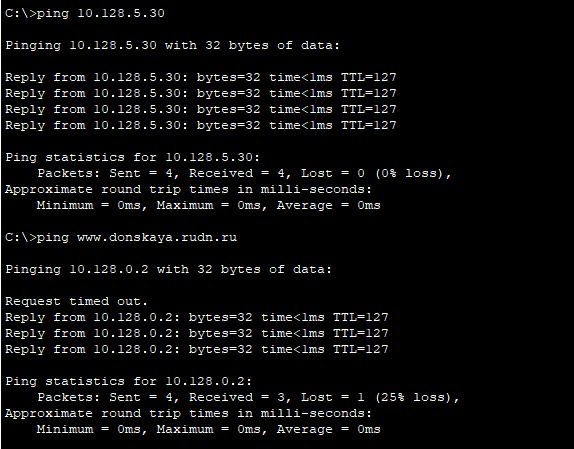 C:\>ping 10.128.5.30
Pinging 10.128.5.30 with 32 bytes of data:
Reply from 10.128.5.30: bytes=32 time<1ms TTL=127
Reply from 10.128.5.30: bytes=32 time<1ms TTL=127
Reply from 10.128.5.30: bytes=32 time<1ms TTL=127
Reply from 10.128.5.30: bytes=32 time<1ms TTL=127
Ping statistics for 10.128.5.30:
    Packets: Sent = 4, Received = 4, Lost = 0 (0% loss),
Approximate round trip times in milli-seconds:
    Minimum = 0ms, Maximum = 0ms, Average = 0ms
C:\>ping www.donskaya.rudn.ru
Pinging 10.128.0.2 with 32 bytes of data:
Request timed out.
Reply from 10.128.0.2: bytes=32 time<1ms TTL=127
Reply from 10.128.0.2: bytes=32 time<1ms TTL=127
Reply from 10.128.0.2: bytes=32 time<1ms TTL=127
Ping statistics for 10.128.0.2:
    Packets: Sent = 4, Received = 3, Lost = 1 (25% loss),
Approximate round trip times in milli-seconds:
    Minimum = 0ms, Maximum = 0ms, Average = 0ms